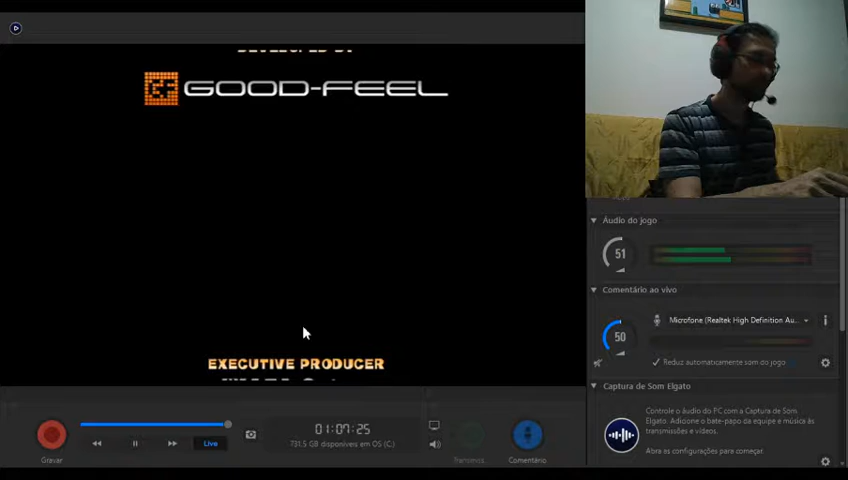 DEVELOPED BY
GOOD-FEEL
EXECUTIVE PRODUCER
Áudio do jogo
51
Comentário ao vivo
50
Microfone (Realtek High Definition Au...
Reduz automaticamente som do jogo
Captura de Som Elgato
Controle o áudio do PC com a Captura de Som
Elgato. Adicione o bate-papo da equipe e música às
transmissões e vídeos.
Abra as configurações para começar.
Gravar
Live
01:07:25
731.5 GB disponíveis em OS (C:)
Comentário